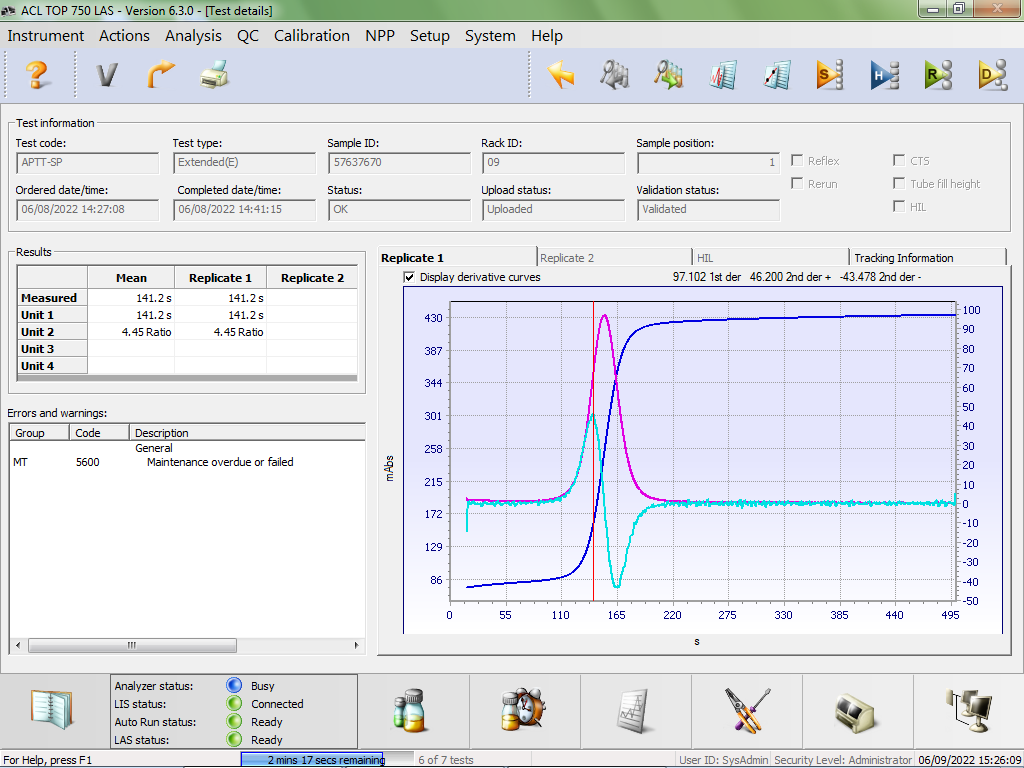 ACL TOP 750 LAS - Version 6.3.0 - [Test details]
Instrument Actions Analysis QC Calibration NPP Setup System Help
? V S H R D
Test information
Test code: Test type: Sample ID: Rack ID: Sample position:
APTT-SP Extended(E) 57637670 09 1 Reflex CTS
Rerun Tube fill height
Ordered date/time: Completed date/time: Status: Upload status: Validation status:
06/08/2022 14:27:08 06/08/2022 14:41:15 OK Uploaded Validated HIL
Results
Mean Replicate 1 Replicate 2
Measured 141.2 s 141.2 s
Unit 1 141.2 s 141.2 s
Unit 2 4.45 Ratio 4.45 Ratio
Unit 3
Unit 4
Errors and warnings:
Group Code Description
General
MT 5600 Maintenance overdue or failed
Replicate 1 Replicate 2 HIL Tracking Information
Display derivative curves 97.102 1st der 46.200 2nd der + -43.478 2nd der -
mAbs
430
387
344
301
258
215
172
129
86
100
90
80
70
60
50
40
30
20
10
0
-10
-20
-30
-40
-50
0 55 110 165 220 275 330 385 440 495
s
Analyzer status: Busy
LIS status: Connected
Auto Run status: Ready
LAS status: Ready
For Help, press F1 2 mins 17 secs remaining 6 of 7 tests User ID: SysAdmin Security Level: Administrator 06/09/2022 15:26:09